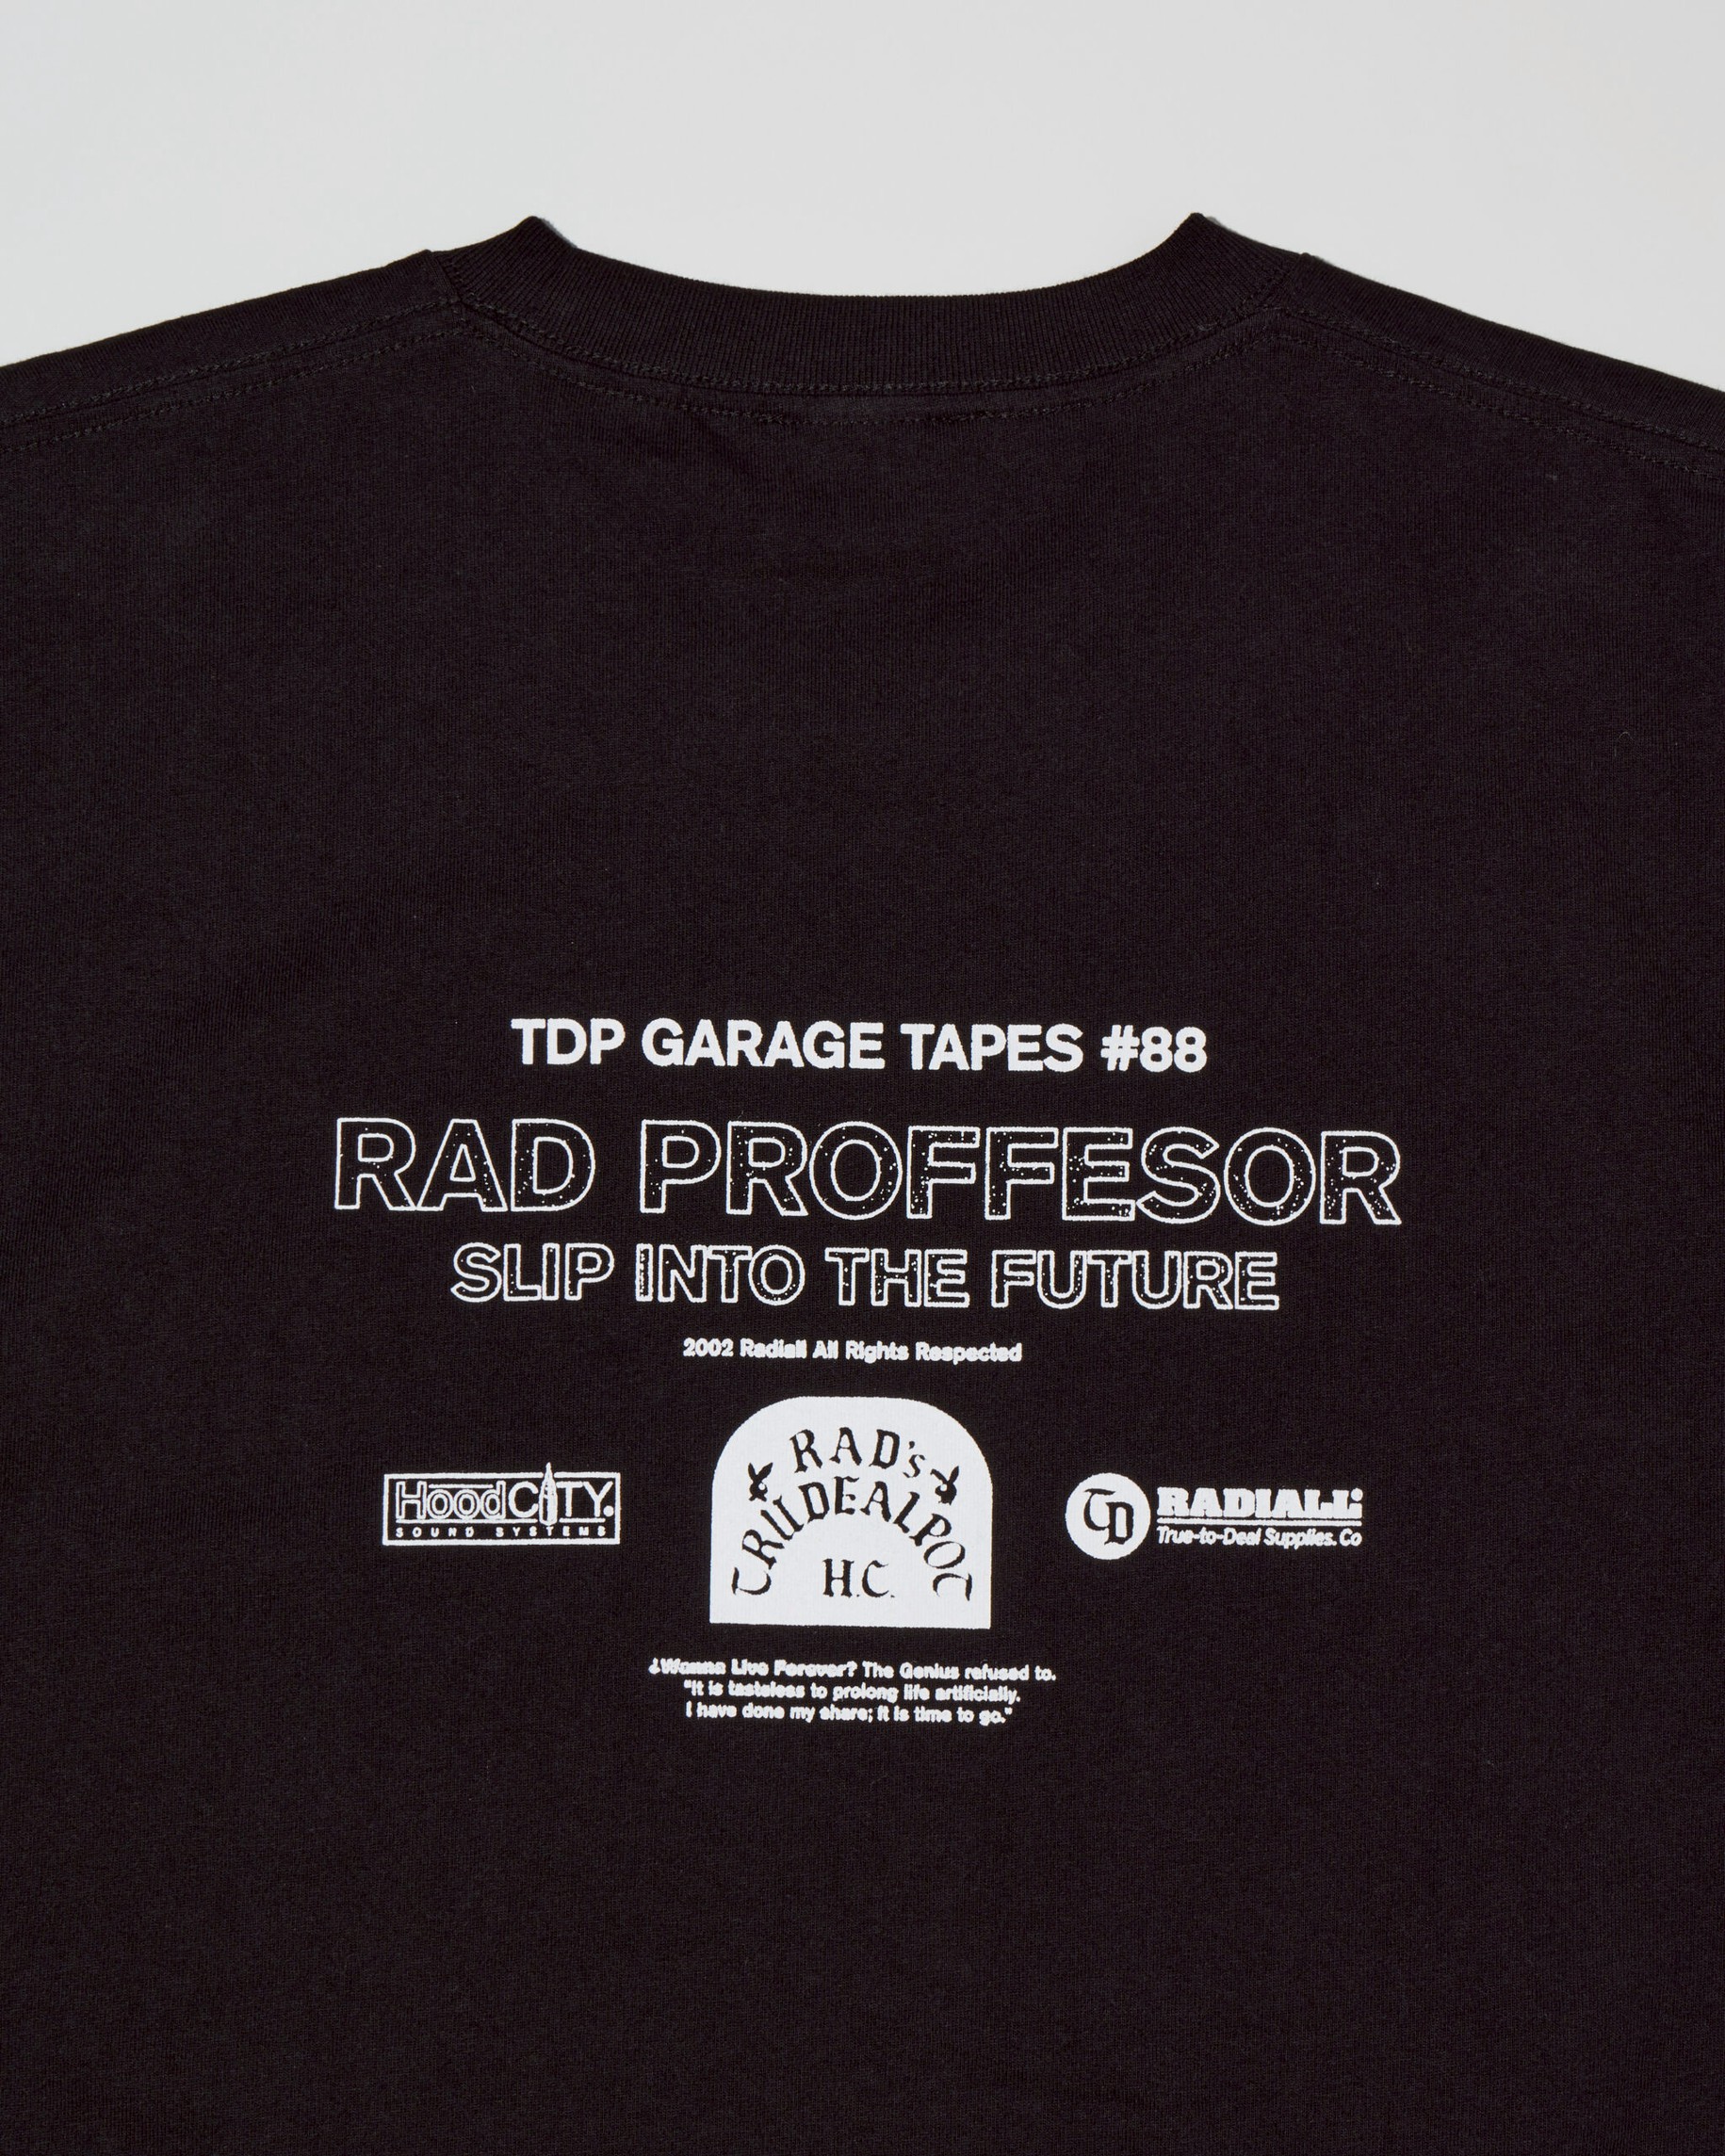 TDP GARAGE TAPES #88
RAD PROFFESOR
SLIP INTO THE FUTURE
2002 Radiall All Rights Respected
HoodCITY.
SOUND SYSTEMS
RAD's
TRUDEALPOT
H.C.
TD
RADIALL
True-to-Deal Supplies. Co
¿Wanna Live Forever? The Genius refused to.
"It is tasteless to prolong life artificially.
I have done my share; it is time to go."